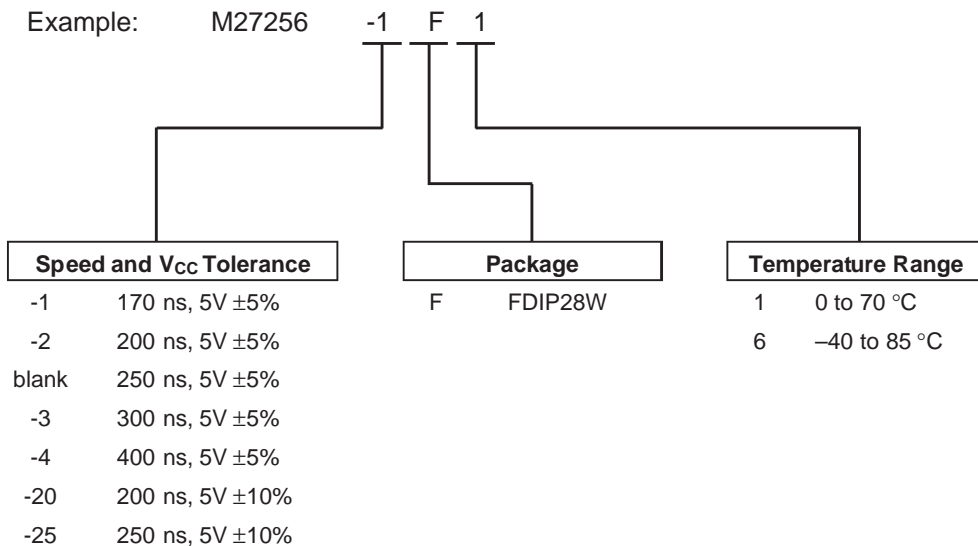 Example: M27256 -1 F 1
Speed and VCC Tolerance
-1 170 ns, 5V ±5%
-2 200 ns, 5V ±5%
blank 250 ns, 5V ±5%
-3 300 ns, 5V ±5%
-4 400 ns, 5V ±5%
-20 200 ns, 5V ±10%
-25 250 ns, 5V ±10%
Package
F FDIP28W
Temperature Range
1 0 to 70 °C
6 –40 to 85 °C